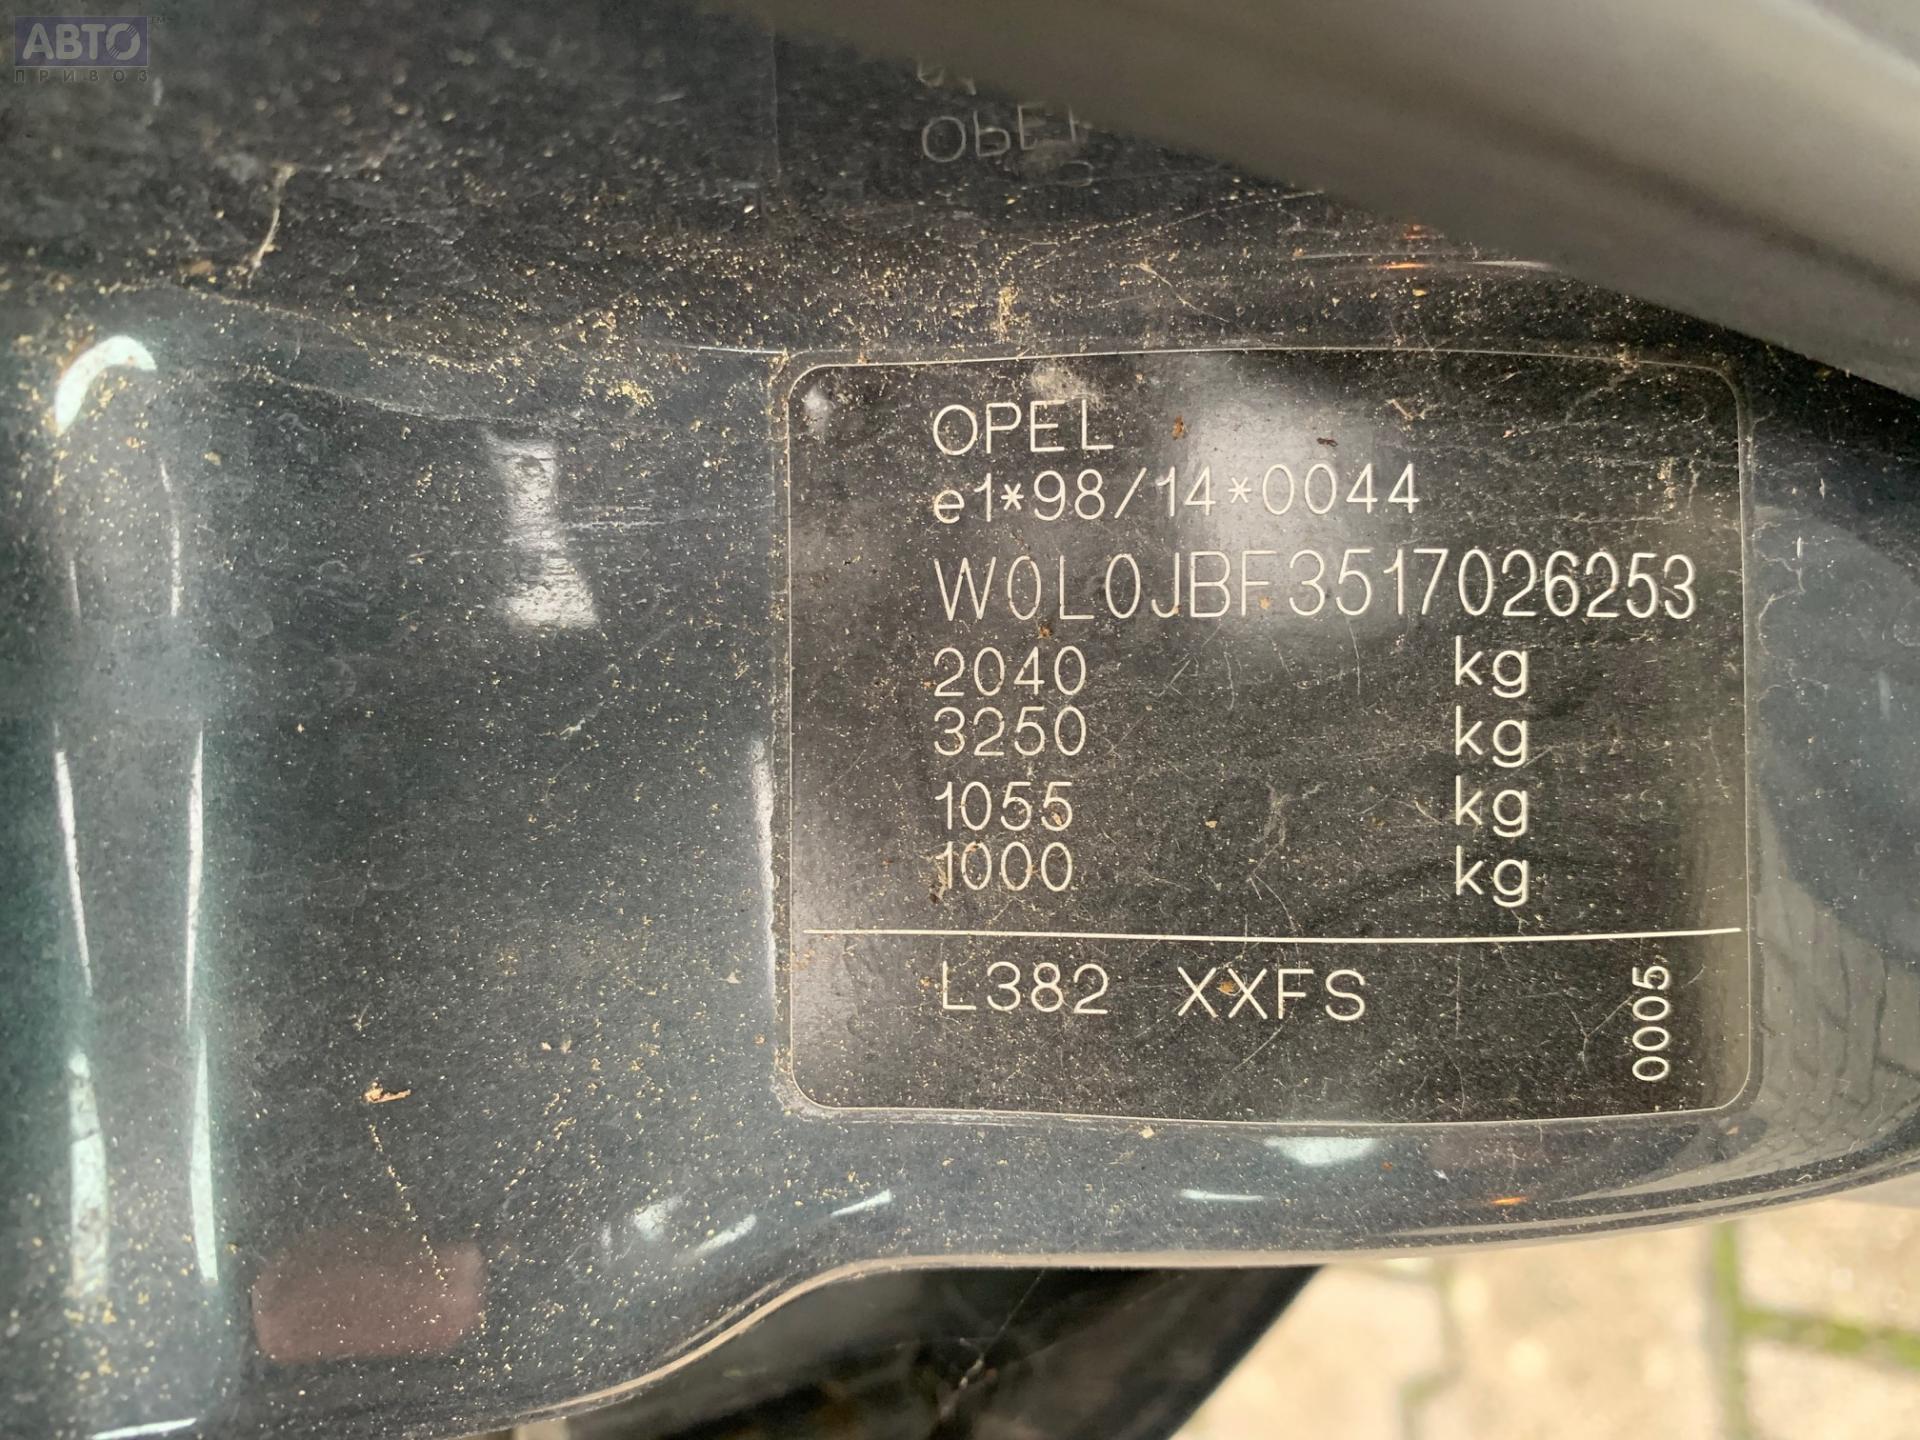 АВТО
ПРИВОЗ
OPEL
OPEL
e1*98/14*0044
W0L0JBF3517026253
2040 kg
3250 kg
1055 kg
1000 kg
L382 XXFS
0005